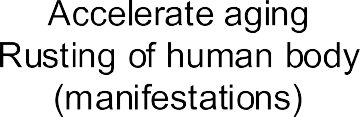 Accelerate aging
Rusting of human body
(manifestations)